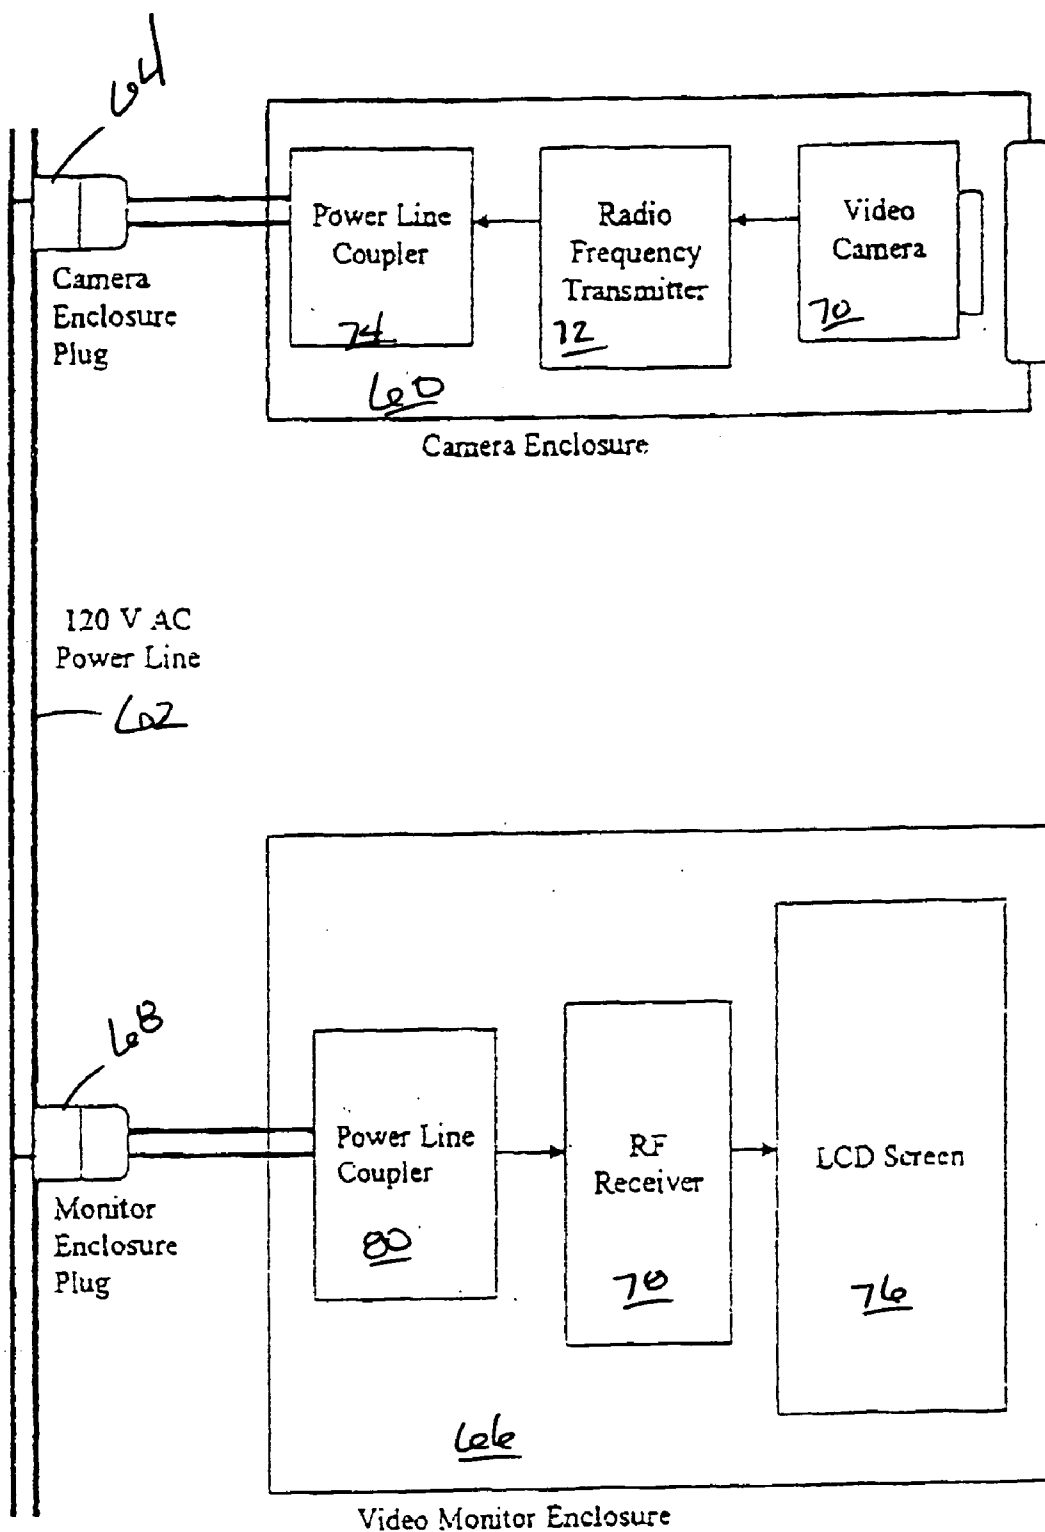 64
Power Line
Coupler
74
Radio
Frequency
Transmitter
72
Video
Camera
70
Camera
Enclosure
Plug
60
Camera Enclosure
120 V AC
Power Line
62
68
Monitor
Enclosure
Plug
Power Line
Coupler
80
RF
Receiver
78
LCD Screen
76
66
Video Monitor Enclosure